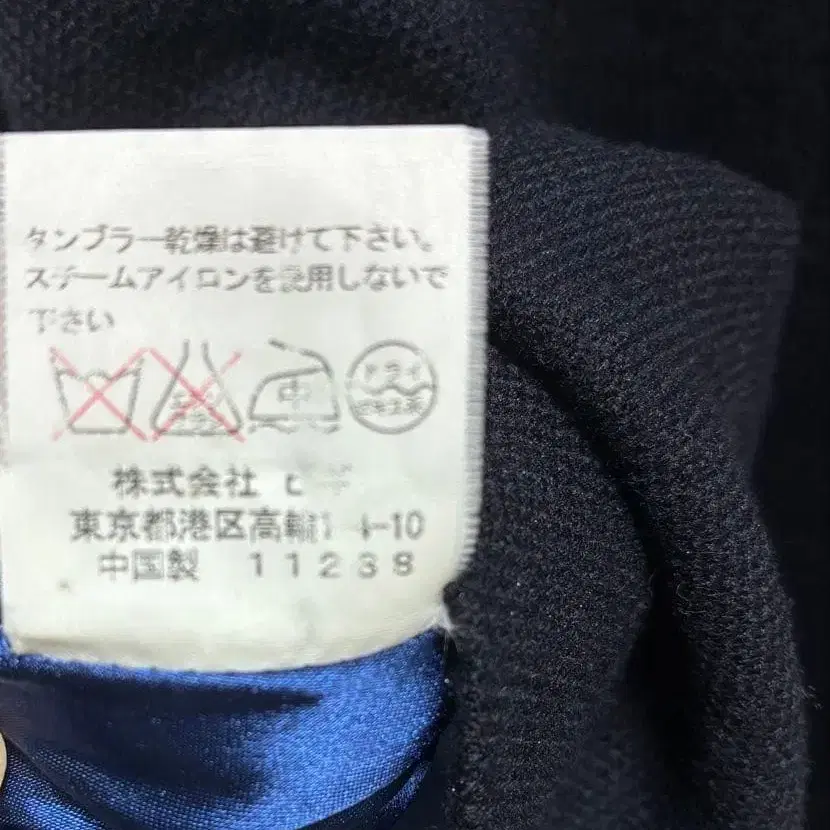 タンブラー乾燥は避けて下さい。
スチームアイロンを使用しないで
下さい
中
ドライ
株式会社
東京都港区高輪
中国製 11238